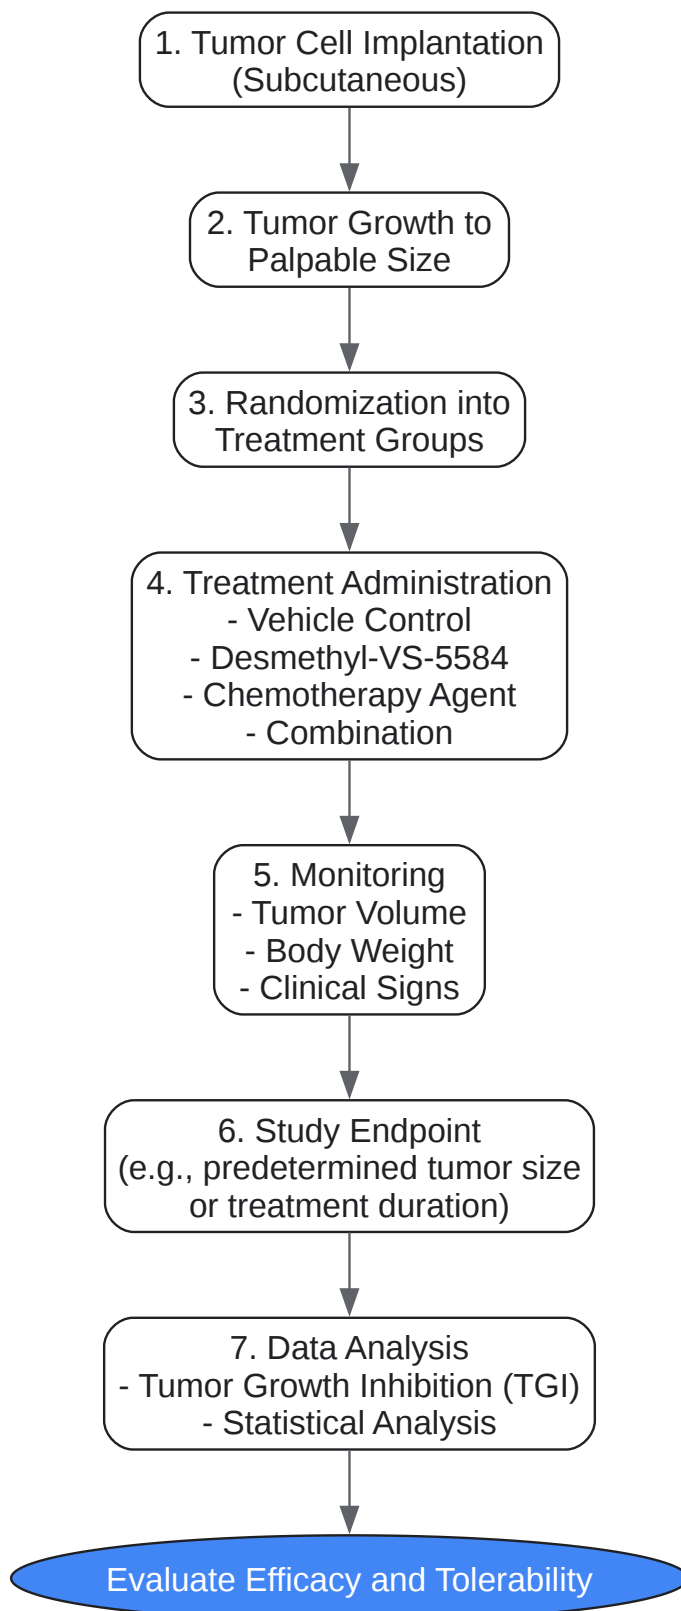 1. Tumor Cell Implantation
(Subcutaneous)
2. Tumor Growth to
Palpable Size
3. Randomization into
Treatment Groups
4. Treatment Administration
- Vehicle Control
- Desmethyl-VS-5584
- Chemotherapy Agent
- Combination
5. Monitoring
- Tumor Volume
- Body Weight
- Clinical Signs
6. Study Endpoint
(e.g., predetermined tumor size
or treatment duration)
7. Data Analysis
- Tumor Growth Inhibition (TGI)
- Statistical Analysis
Evaluate Efficacy and Tolerability